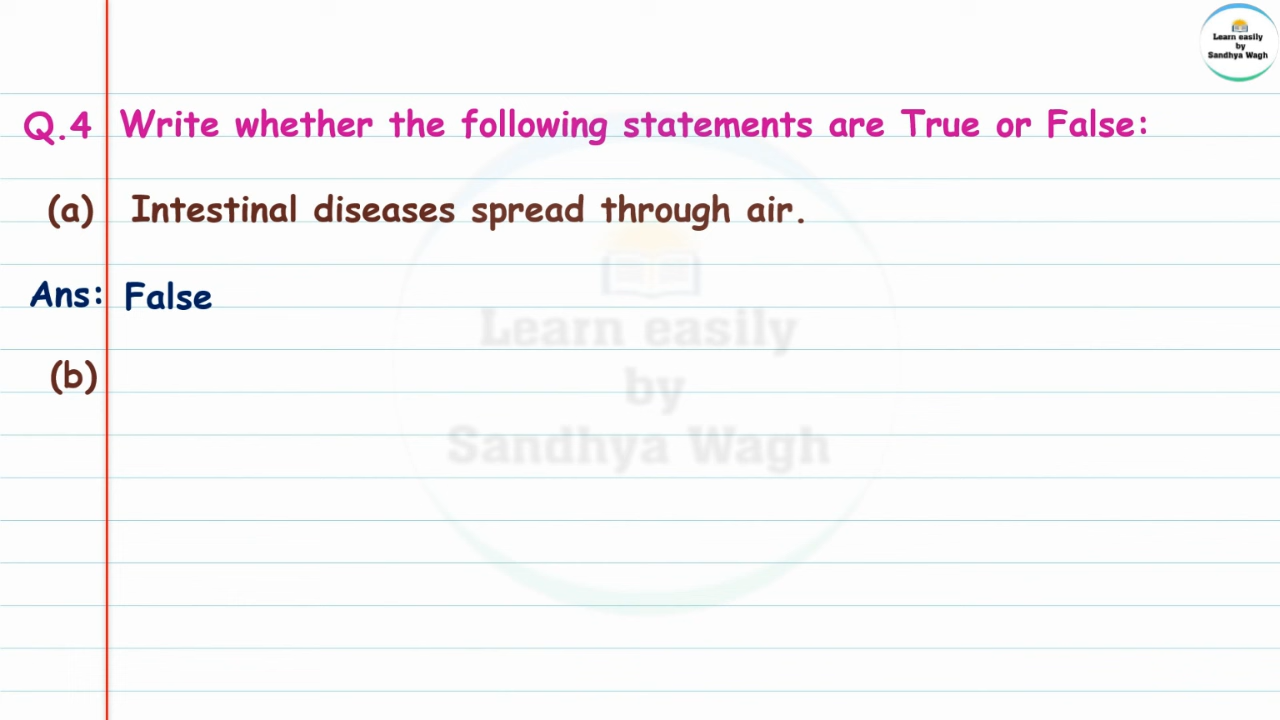 Learn easily
by
Sandhya Wagh
Q.4 Write whether the following statements are True or False:
(a) Intestinal diseases spread through air.
Ans: False
(b)
Learn easily
by
Sandhya Wagh